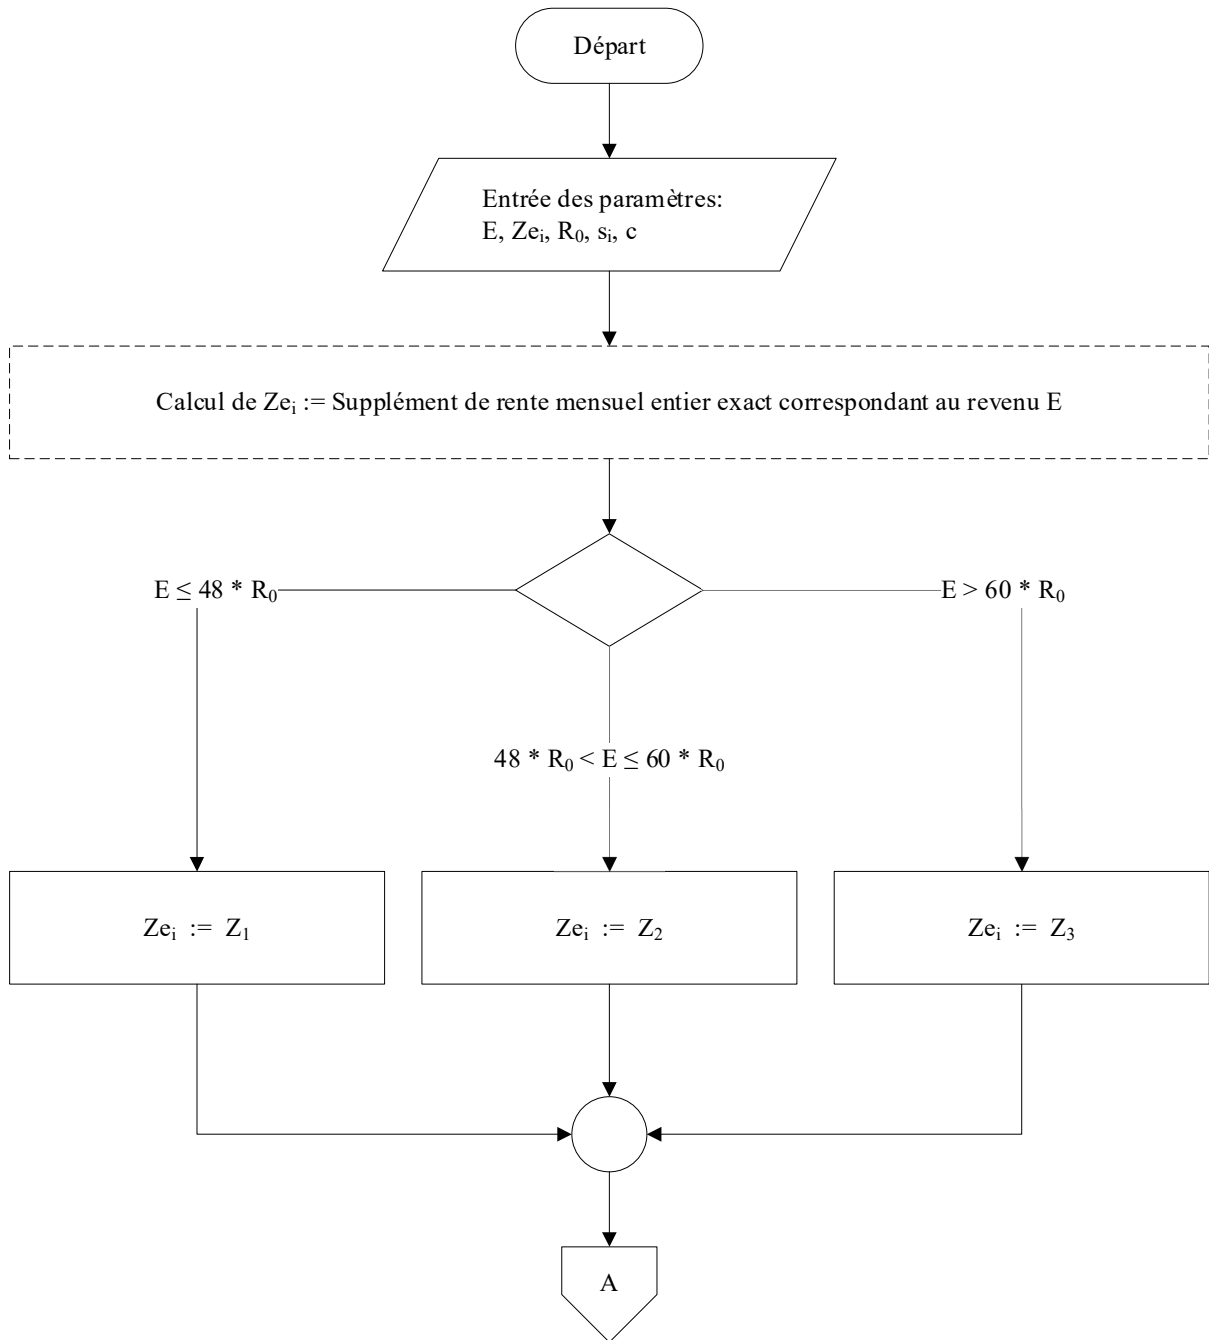 Départ
Entrée des paramètres:
E, Zeᵢ, R₀, sᵢ, c
Calcul de Zeᵢ := Supplément de rente mensuel entier exact correspondant au revenu E
E ≤ 48 * R₀
E > 60 * R₀
48 * R₀ < E ≤ 60 * R₀
Zeᵢ := Z₁
Zeᵢ := Z₂
Zeᵢ := Z₃
A